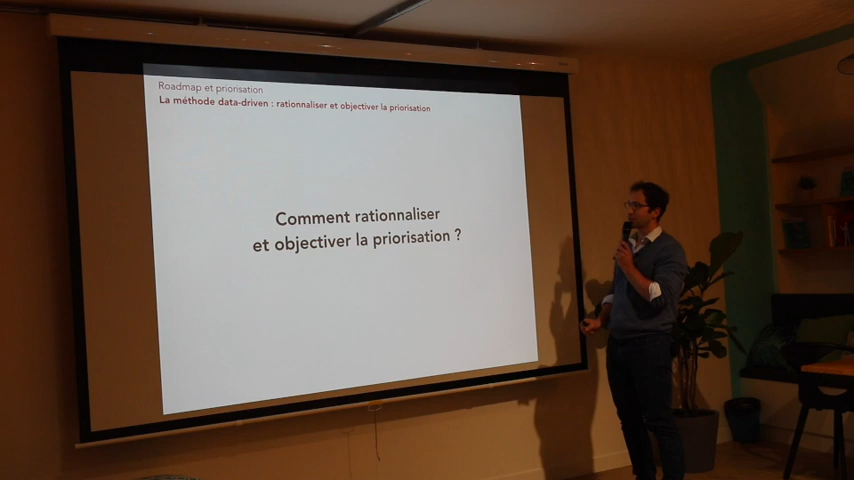 Roadmap et priorisation
La méthode data-driven : rationnaliser et objectiver la priorisation
Comment rationnaliser
et objectiver la priorisation ?